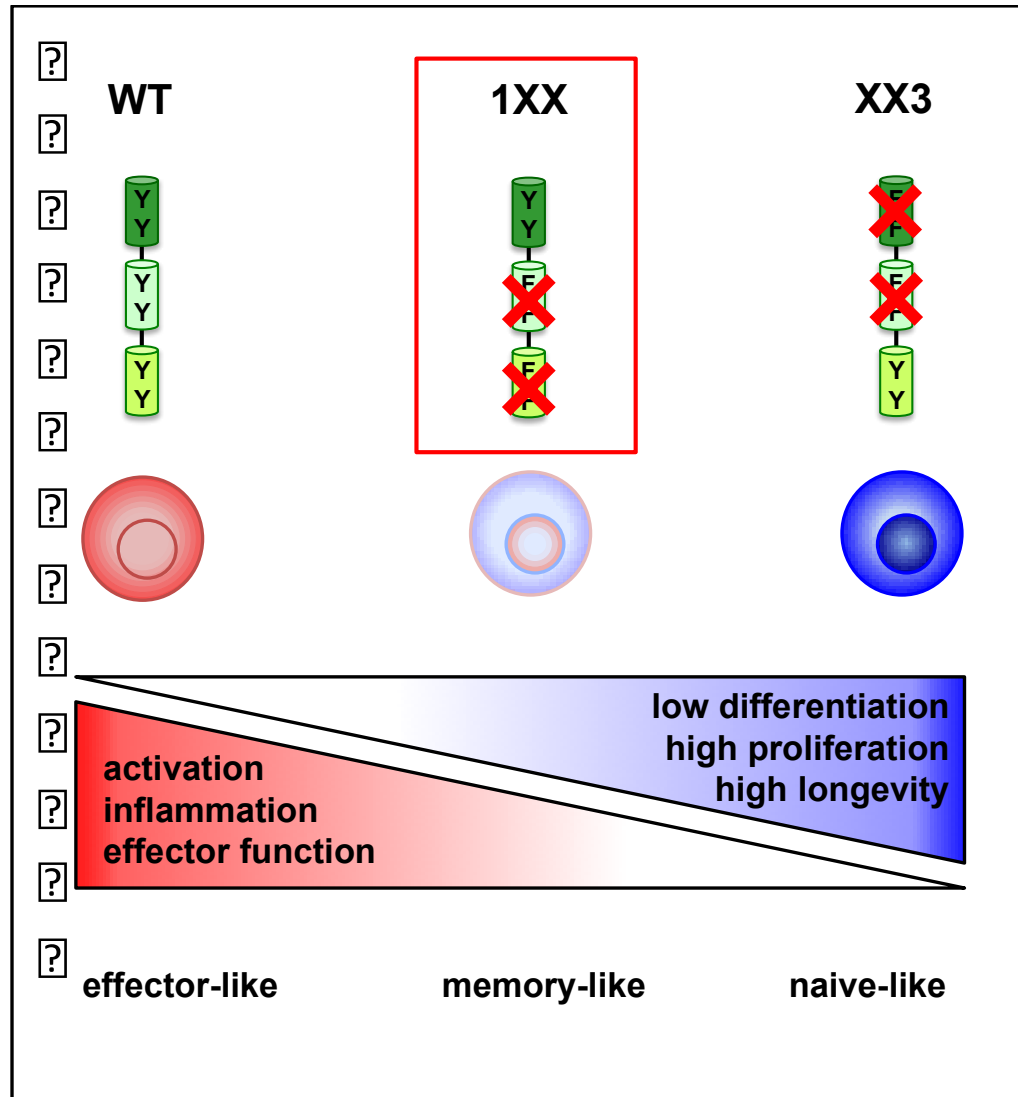 ?
?
?
?
?
?
?
?
?
?
?
?
?
WT
Y
Y
Y
Y
Y
Y
1XX
Y
Y
F
F
F
F
XX3
F
F
F
F
Y
Y
activation
inflammation
effector function
low differentiation
high proliferation
high longevity
effector-like
memory-like
naive-like